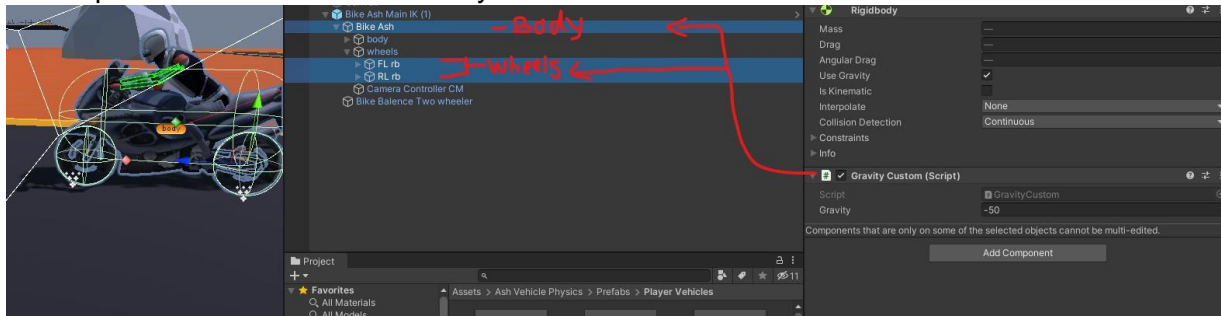 Bike Ash Main IK (1)
Bike Ash
body
wheels
FL rb
RL rb
Camera Controller CM
Bike Balence Two wheeler
- Body
- wheels
body
Project
11
Favorites
All Materials
All Models
Assets > Ash Vehicle Physics > Prefabs > Player Vehicles
Rigidbody
Mass —
Drag —
Angular Drag —
Use Gravity
Is Kinematic
Interpolate None
Collision Detection Continuous
Constraints
Info
Gravity Custom (Script)
Script GravityCustom
Gravity -50
Components that are only on some of the selected objects cannot be multi-edited.
Add Component